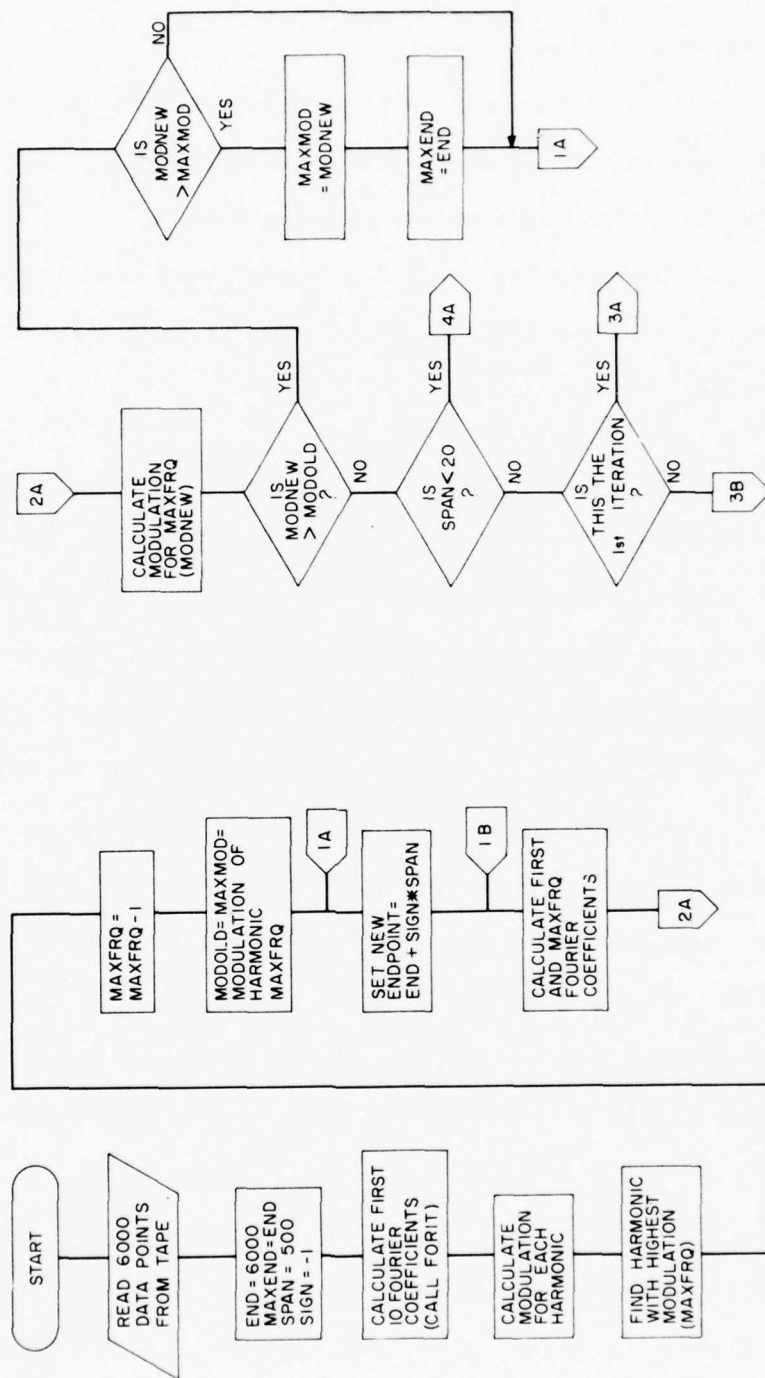 START
READ 6000
DATA POINTS
FROM TAPE
END = 6000
MAXEND=END
SPAN = 500
SIGN = -1
CALCULATE FIRST
10 FOURIER
COEFFICIENTS
(CALL FORIT)
CALCULATE
MODULATION
FOR EACH
HARMONIC
FIND HARMONIC
WITH HIGHEST
MODULATION
(MAXFRQ)
MAXFRQ =
MAXFRQ - 1
MODOLD= MAXMOD=
MODULATION OF
HARMONIC
MAXFRQ
1A
SET NEW
ENDPOINT=
END + SIGN*SPAN
1B
CALCULATE FIRST
AND MAXFRQ
FOURIER
COEFFICIENTS
2A
2A
CALCULATE
MODULATION
FOR MAXFRQ
(MODNEW)
IS
MODNEW
> MODOLD
?
YES
NO
IS
SPAN<20
?
YES
4A
NO
IS
THIS THE
1st ITERATION
?
YES
3A
NO
3B
IS
MODNEW
> MAXMOD
NO
YES
MAXMOD
= MODNEW
MAXEND
= END
1A